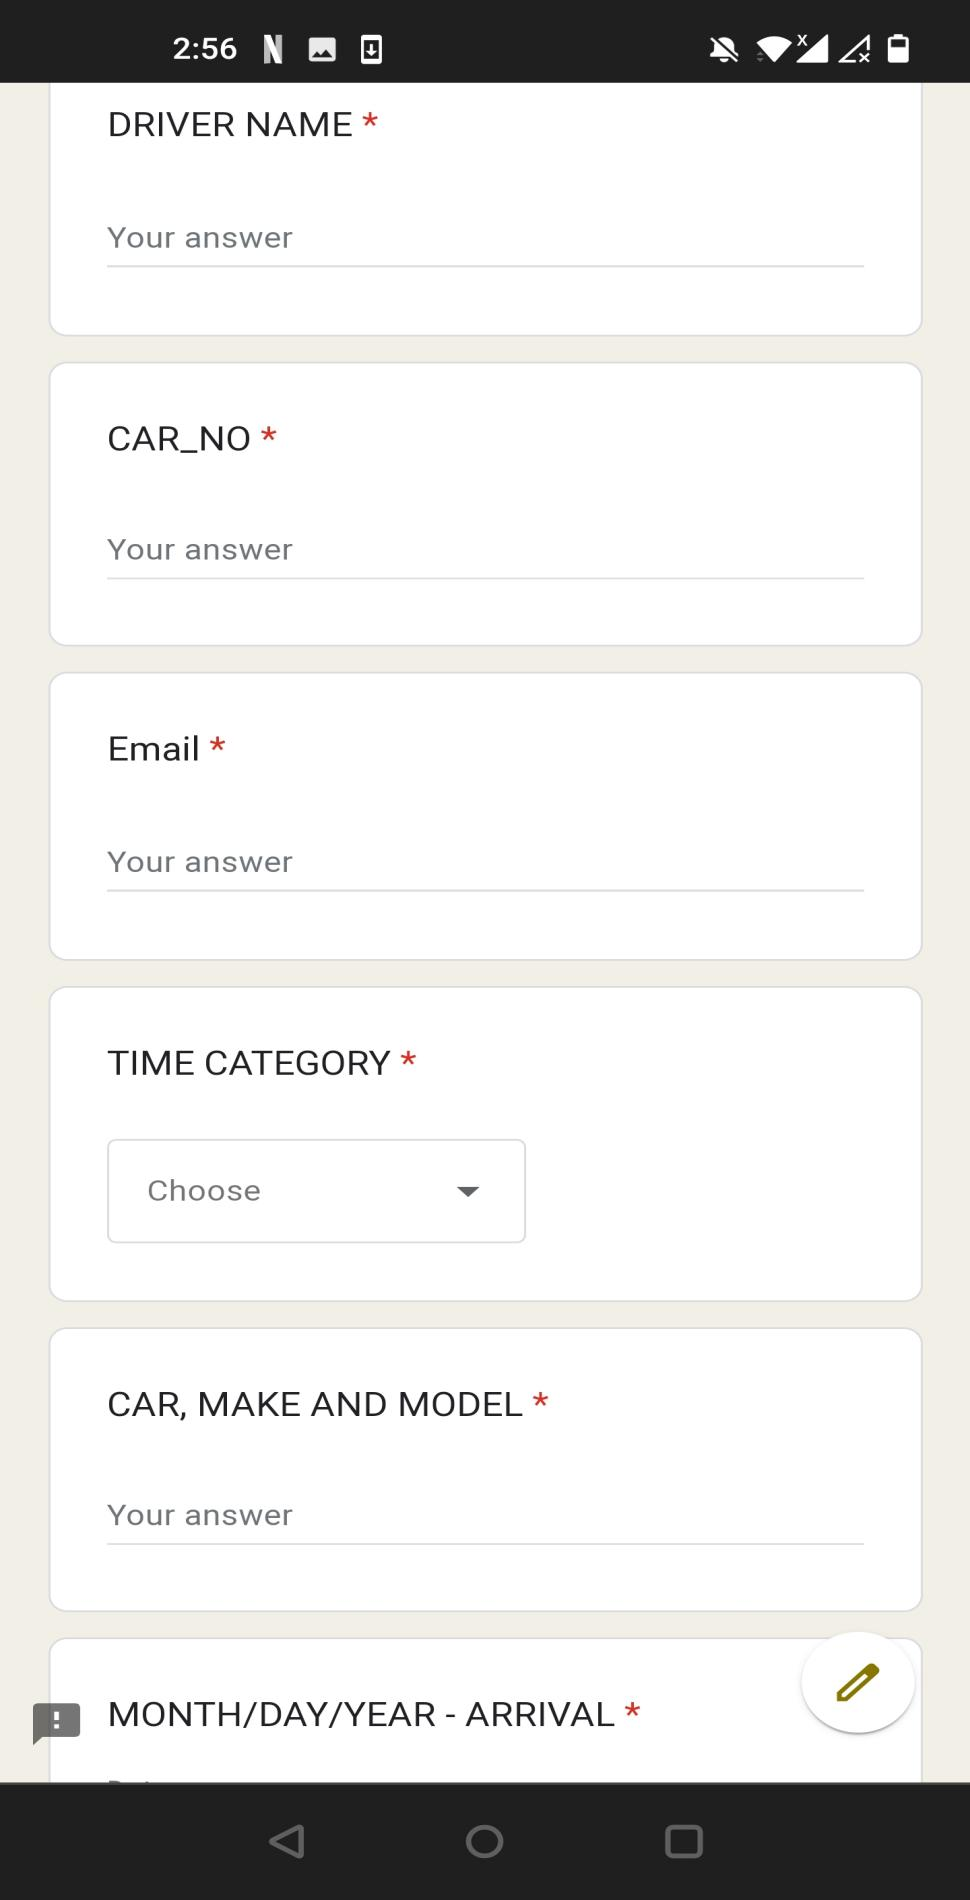 2:56
DRIVER NAME *
Your answer
CAR_NO *
Your answer
Email *
Your answer
TIME CATEGORY *
Choose
CAR, MAKE AND MODEL *
Your answer
MONTH/DAY/YEAR - ARRIVAL *